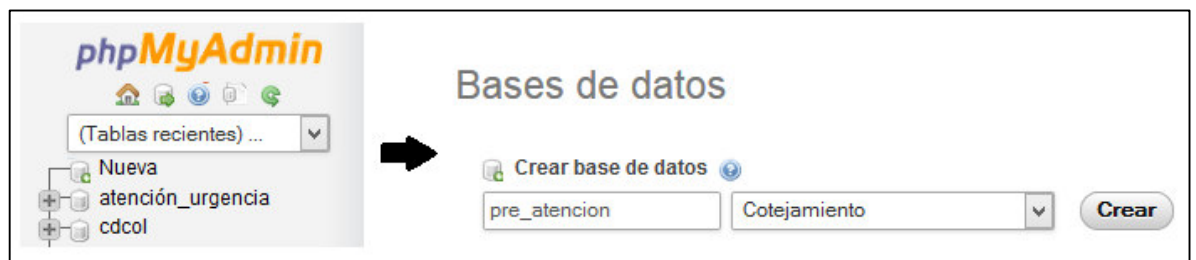 phpMyAdmin
(Tablas recientes) ...
Nueva
atención_urgencia
cdcol
Bases de datos
Crear base de datos
pre_atencion
Cotejamiento
Crear